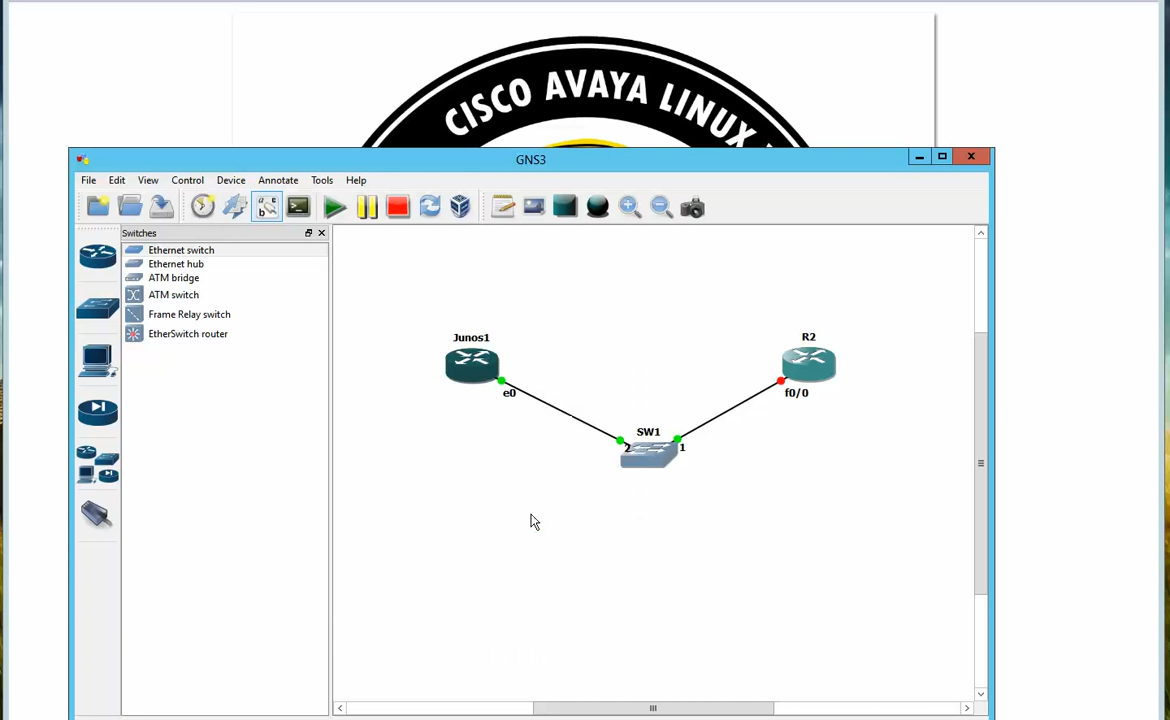 CISCO AVAYA LINUX
GNS3
File Edit View Control Device Annotate Tools Help
Switches
Ethernet switch
Ethernet hub
ATM bridge
ATM switch
Frame Relay switch
EtherSwitch router
Junos1
e0
R2
f0/0
SW1
2
1